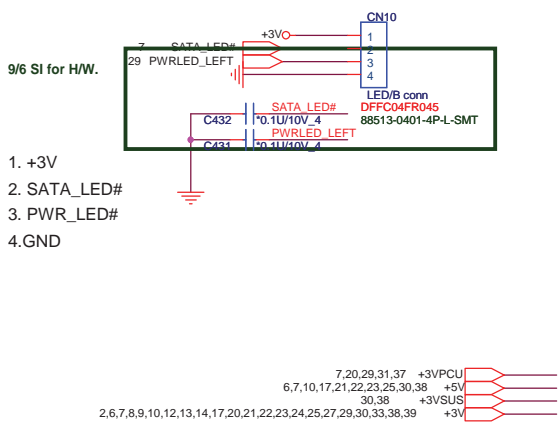 CN10
+3V
1
7 SATA_LED#
2
29 PWRLED_LEFT
3
4
9/6 SI for H/W.
LED/B conn
DFFC04FR045
88513-0401-4P-L-SMT
SATA_LED#
C432 *0.1U/10V_4
PWRLED_LEFT
C431 *0.1U/10V_4
1. +3V
2. SATA_LED#
3. PWR_LED#
4.GND
7,20,29,31,37 +3VPCU
6,7,10,17,21,22,23,25,30,38 +5V
30,38 +3VSUS
2,6,7,8,9,10,12,13,14,17,20,21,22,23,24,25,27,29,30,33,38,39 +3V